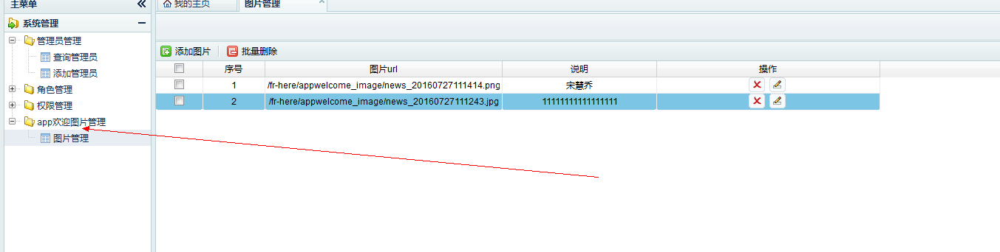 主菜单
我的主页
图片管理
系统管理
管理员管理
查询管理员
添加管理员
角色管理
权限管理
app欢迎图片管理
图片管理
添加图片
批量删除
序号 图片url 说明 操作
1 /fr-here/appwelcome_image/news_20160727111414.png 宋慧乔
2 /fr-here/appwelcome_image/news_20160727111243.jpg 11111111111111111